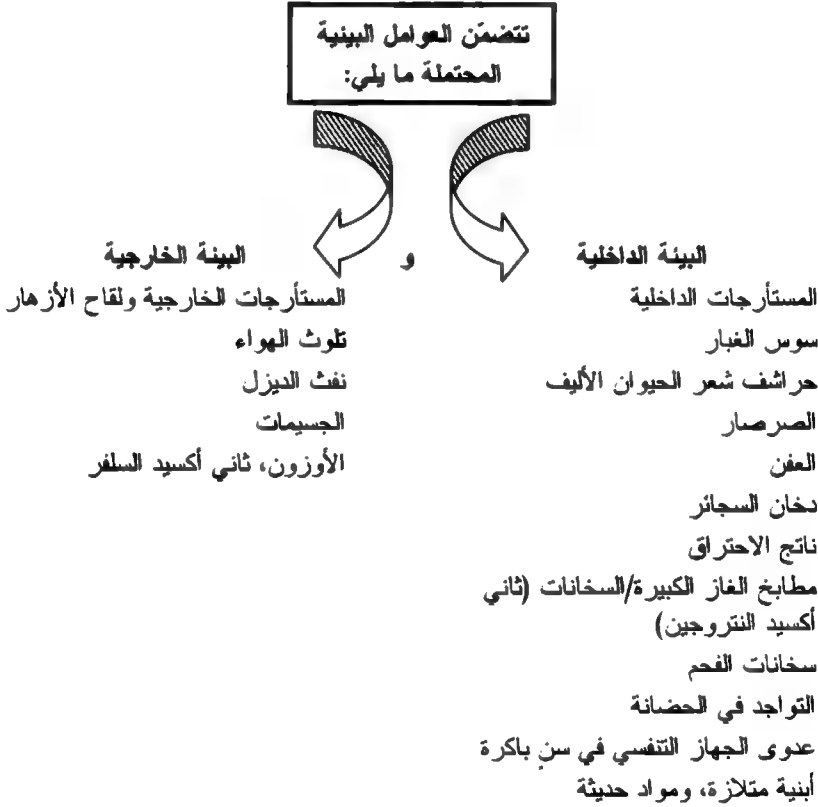 تتضمّن العوامل البيئية
المحتملة ما يلي:
البيئة الداخلية
و
البيئة الخارجية
المستأرجات الداخلية
سوس الغبار
حراشف شعر الحيوان الأليف
الصرصار
العفن
دخان السجائر
ناتج الاحتراق
مطابخ الغاز الكبيرة/السخانات (ثاني
أكسيد النتروجين)
سخانات الفحم
التواجد في الحضانة
عدوى الجهاز التنفسي في سنٍ باكرة
أبنية متلازة، ومواد حديثة
المستأرجات الخارجية ولقاح الأزهار
تلوث الهواء
نفث الديزل
الجسيمات
الأوزون، ثاني أكسيد السلفر